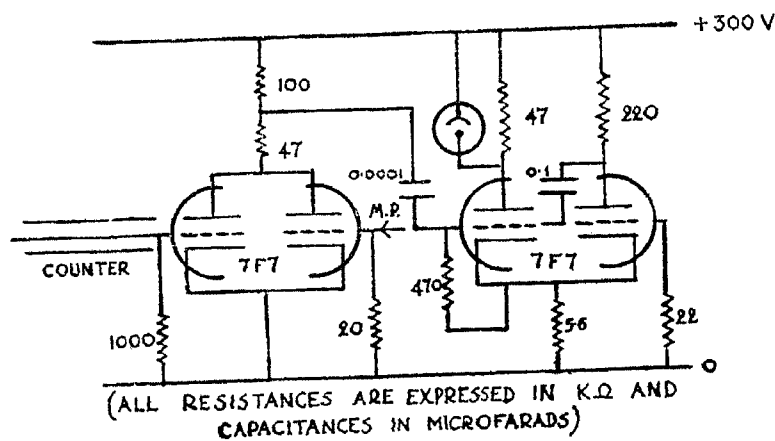 +300 V
100
47
220
47
0.0001
0.1
M.P.
COUNTER
7F7
7F7
470
1000
20
5.6
22
0
(ALL RESISTANCES ARE EXPRESSED IN KΩ AND
CAPACITANCES IN MICROFARADS)